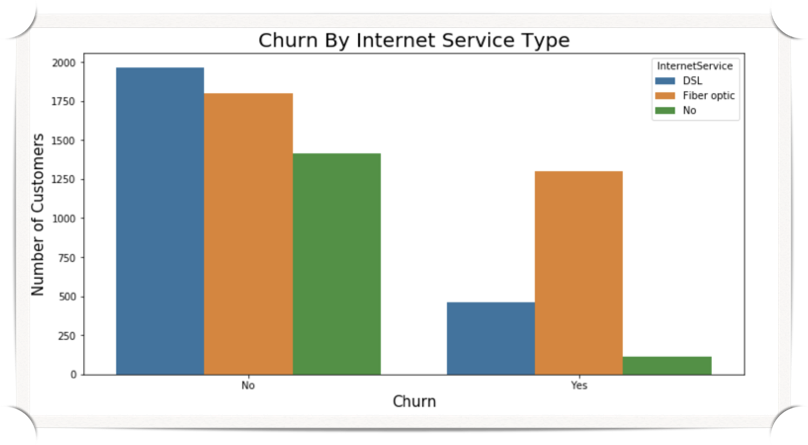 Churn By Internet Service Type
InternetService
DSL
Fiber optic
No
Number of Customers
2000
1750
1500
1250
1000
750
500
250
0
No
Yes
Churn